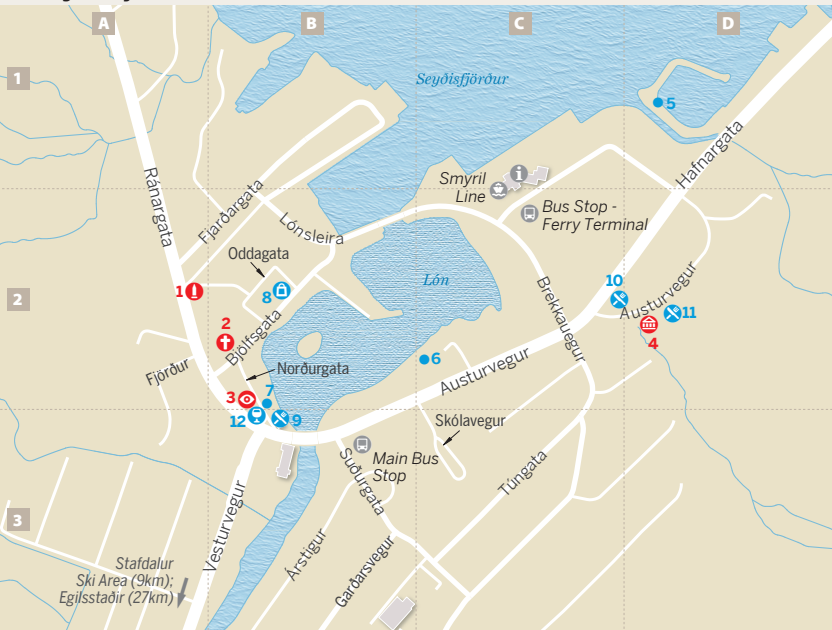 A
B
C
D
1
2
3
Seyðisfjörður
5
Hafnargata
Smyril
Line
i
Bus Stop -
Ferry Terminal
Ránargata
Fjarðargata
Lónsleira
Oddagata
1
8
2
Bjólfsgata
Fjörður
Norðurgata
3
7
12
9
Lón
6
Brekkauegur
10
Austurvegur
11
4
Austurvegur
Skólavegur
Main Bus
Stop
Suðurgata
Túngata
Vesturvegur
Árstigur
Garðarsvegur
Stafdalur
Ski Area (9km);
Egilsstaðir (27km)